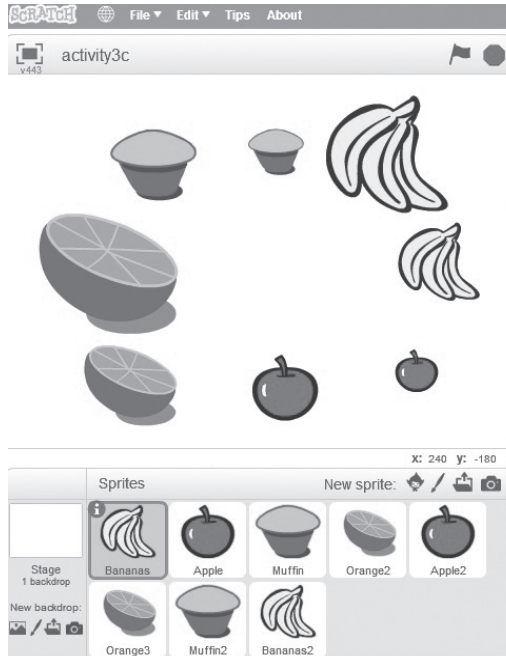 SCRATCH File Edit Tips About
v443 activity3c
X: 240 y: -180
Sprites New sprite:
Stage
1 backdrop
New backdrop:
Bananas Apple Muffin Orange2 Apple2
Orange3 Muffin2 Bananas2